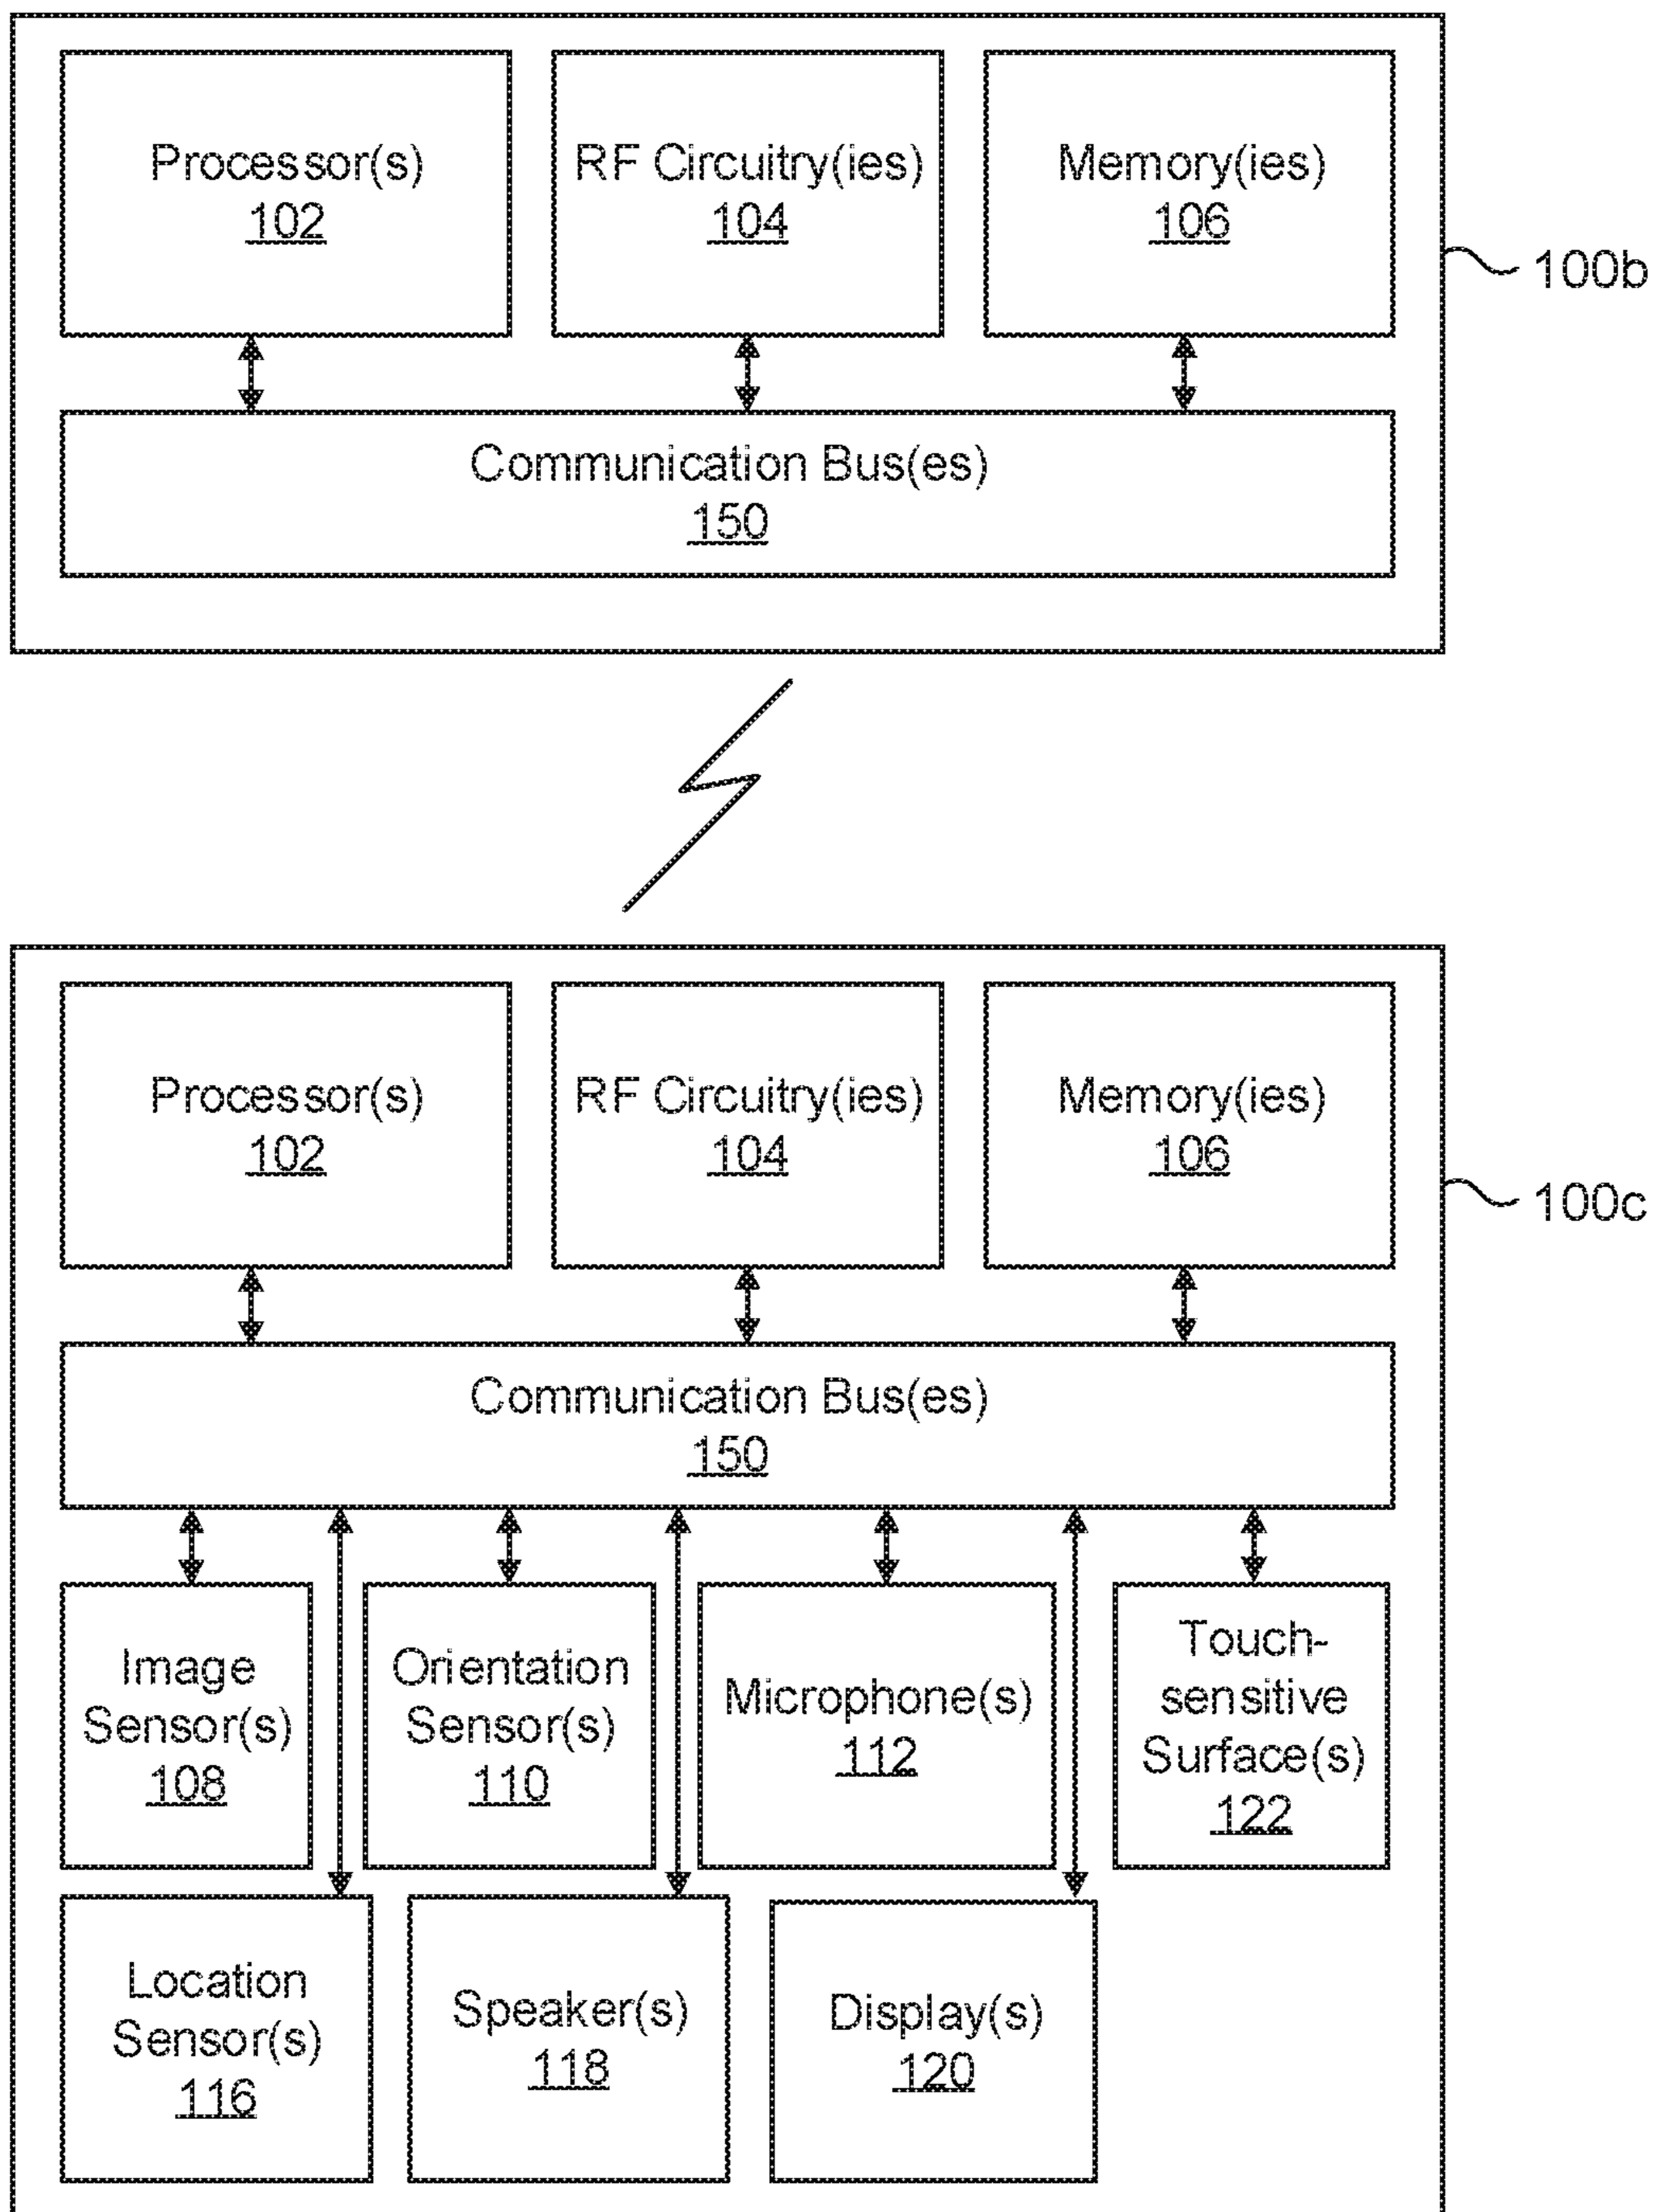 Processor(s)
102
RF Circuitry(ies)
104
Memory(ies)
106
100b
Communication Bus(es)
150
Processor(s)
102
RF Circuitry(ies)
104
Memory(ies)
106
100c
Communication Bus(es)
150
Image
Sensor(s)
108
Orientation
Sensor(s)
110
Microphone(s)
112
Touch-
sensitive
Surface(s)
122
Location
Sensor(s)
116
Speaker(s)
118
Display(s)
120